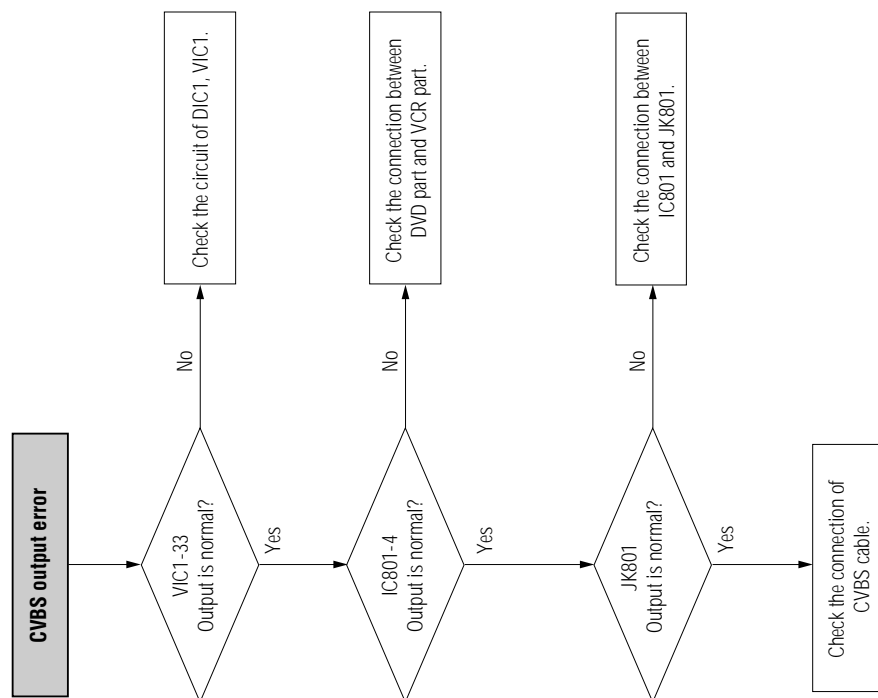 CVBS output error
VIC1-33
Output is normal?
No
Check the circuit of DIC1, VIC1.
Yes
IC801-4
Output is normal?
No
Check the connection between
DVD part and VCR part.
Yes
JK801
Output is normal?
No
Check the connection between
IC801 and JK801.
Yes
Check the connection of
CVBS cable.